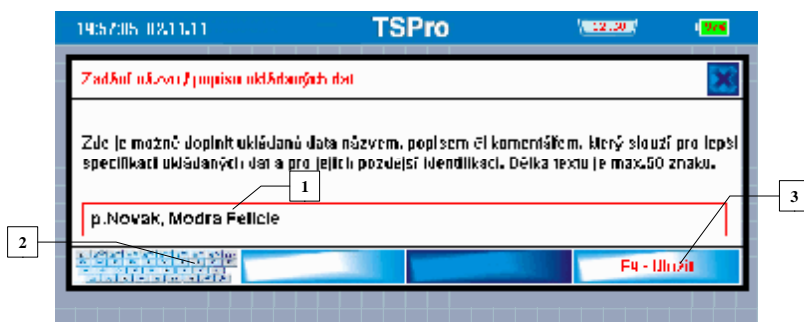 14:57:05 02.11.11 TSPro
Zadání názvu / popisu ukládaných dat
Zde je možné doplnit ukládaná data názvem, popisem či komentářem, který slouží pro lepší
specifikaci ukládaných dat a pro jejich pozdejší identifikaci. Délka textu je max.50 znaku.
1
3
p.Novak, Modra Felicie
2
F4 - Uložit